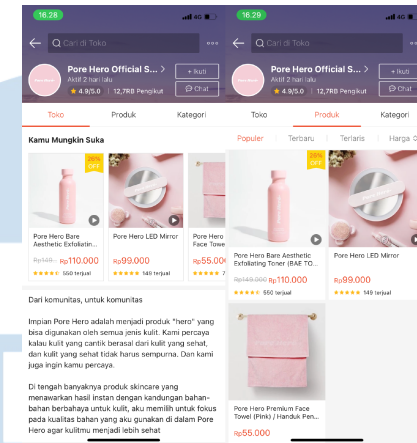 16.28
4G
Cari di Toko
Pore Hero Official S... >
Aktif 2 hari lalu
4.9/5.0 | 12,7RB Pengikut
+ Ikuti
Chat
Toko
Produk
Kategori
Kamu Mungkin Suka
20%
OFF
Pore Hero Bare
Aesthetic Exfoliatin...
Rp149... Rp110.000
550 terjual
Pore Hero LED Mirror
Rp99.000
149 terjual
Pore Hero
Face Towe
Rp55.00
Dari komunitas, untuk komunitas
Impian Pore Hero adalah menjadi produk "hero" yang
bisa digunakan oleh semua jenis kulit. Kami percaya
kalau kulit yang cantik berasal dari kulit yang sehat,
dan kulit yang sehat tidak harus sempurna. Dan kami
juga ingin kamu percaya.
Di tengah banyaknya produk skincare yang
menawarkan hasil instan dengan kandungan bahan-
bahan berbahaya untuk kulit, aku memilih untuk fokus
pada kualitas bahan yang aku gunakan di dalam Pore
Hero agar kulitmu menjadi lebih sehat
16.29
4G
Cari di Toko
Pore Hero Official S... >
Aktif 2 hari lalu
4.9/5.0 | 12,7RB Pengikut
+ Ikuti
Chat
Toko
Produk
Kategori
Populer
Terbaru
Terlaris
Harga
20%
OFF
Pore Hero Bare Aesthetic
Exfoliating Toner (BAE TO...
Rp149.000 Rp110.000
550 terjual
Pore Hero LED Mirror
Rp99.000
149 terjual
Pore Hero Premium Face
Towel (Pink) / Handuk Pen...
Rp55.000